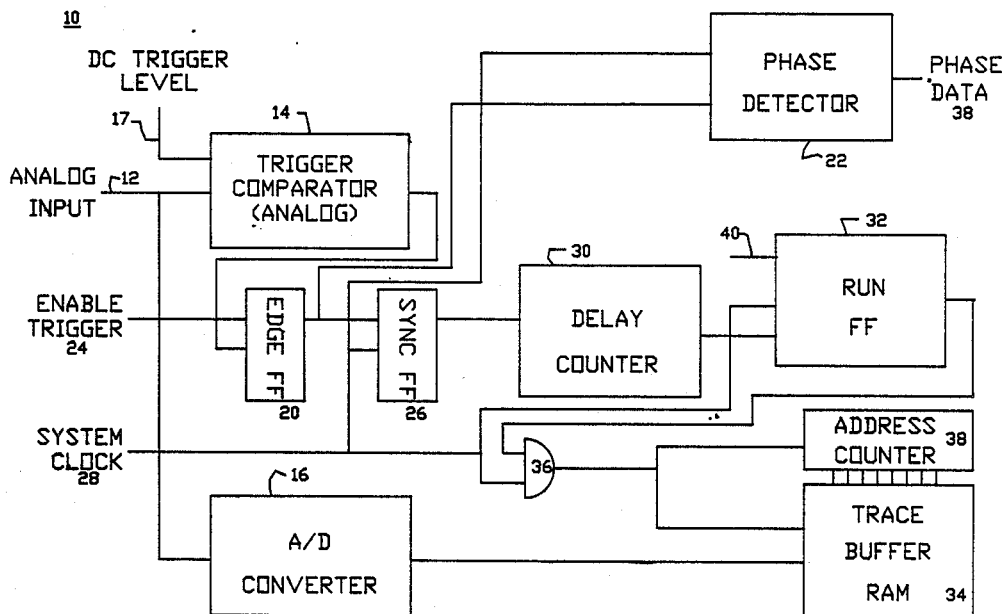 10
DC TRIGGER
LEVEL
17
14
TRIGGER
COMPARATOR
(ANALOG)
ANALOG
INPUT
12
PHASE
DETECTOR
22
PHASE
DATA
38
ENABLE
TRIGGER
24
EDGE FF
20
SYNC FF
26
30
DELAY
COUNTER
40
32
RUN
FF
SYSTEM
CLOCK
28
36
ADDRESS
COUNTER
38
16
A/D
CONVERTER
TRACE
BUFFER
RAM
34